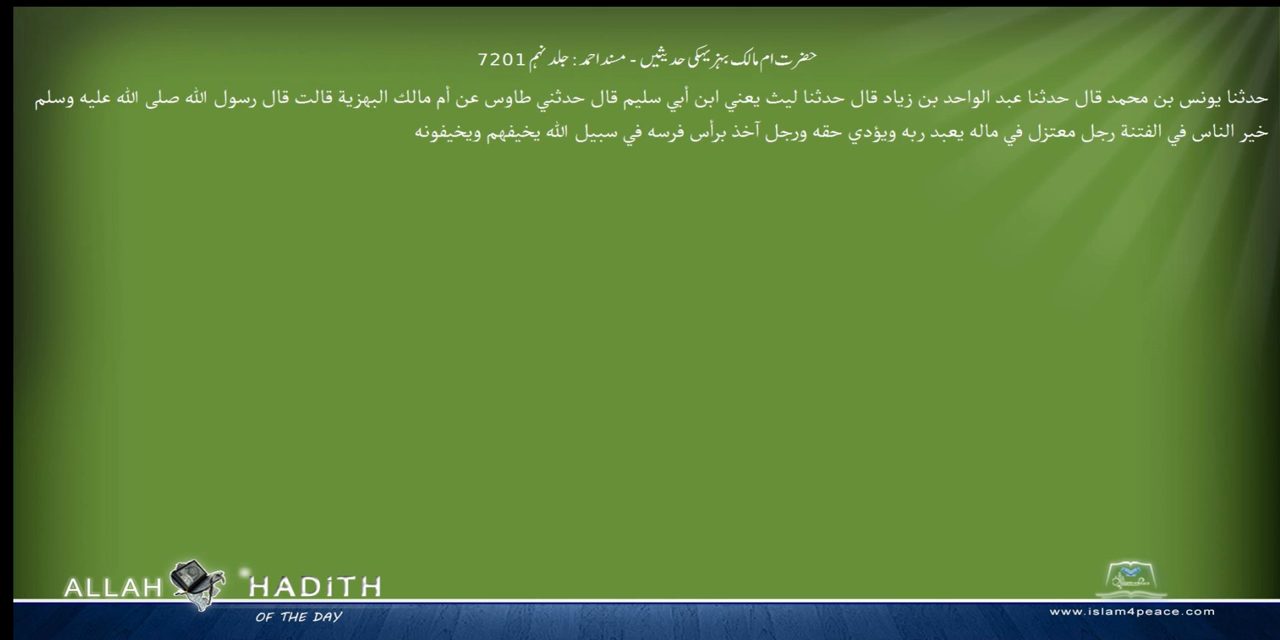 حضرت ام مالک بہزیہکی حدیثیں - مسند احمد : جلد نہم 7201
حدثنا يونس بن محمد قال حدثنا عبد الواحد بن زياد قال حدثنا ليث يعني ابن أبي سليم قال حدثني طاوس عن أم مالك البهزية قالت قال رسول الله صلى الله عليه وسلم
خير الناس في الفتنة رجل معتزل في ماله يعبد ربه ويؤدي حقه ورجل آخذ برأس فرسه في سبيل الله يخيفهم ويخيفونه
ALLAH HADiTH
OF THE DAY
www.islam4peace.com